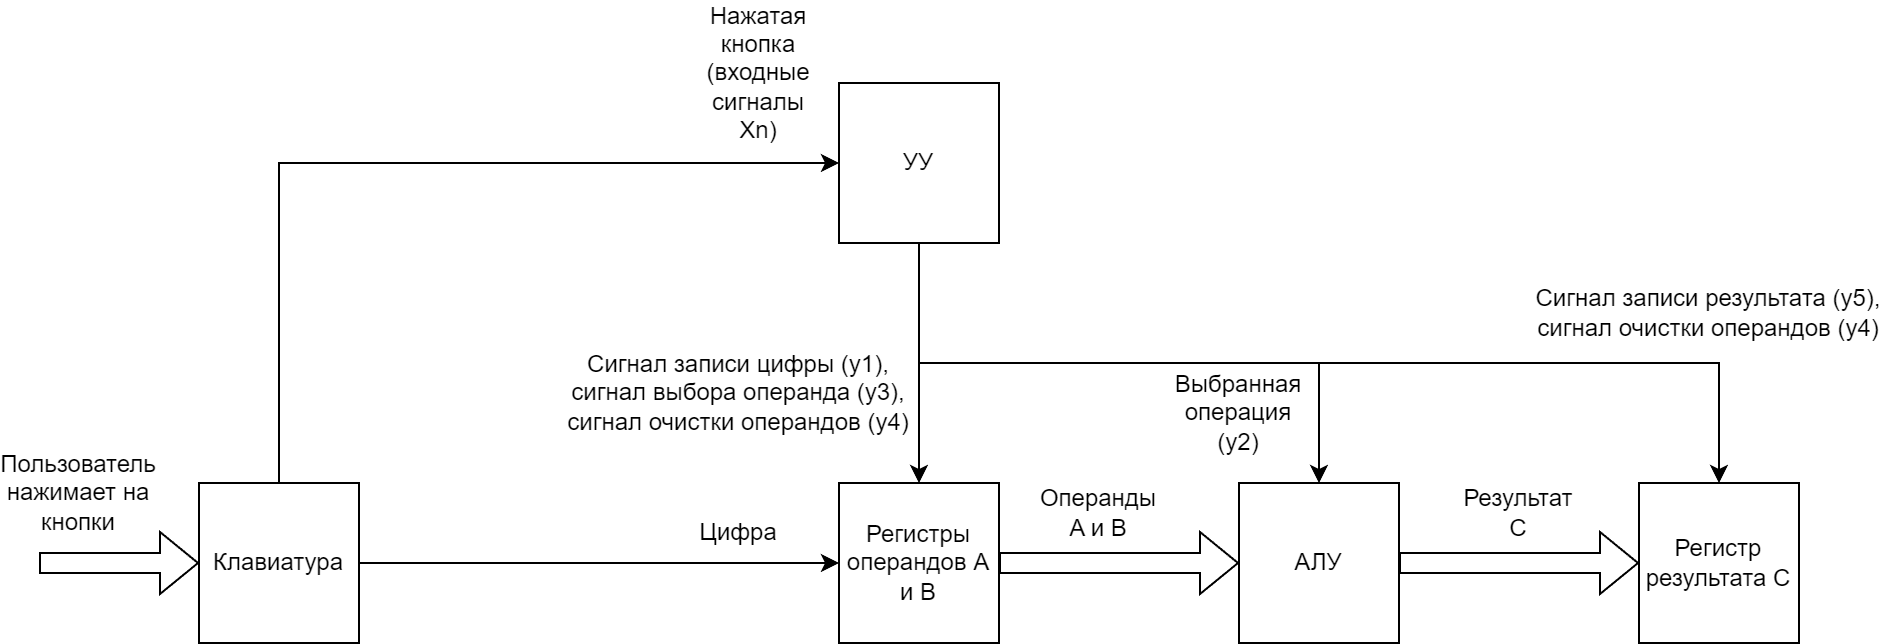 Нажатая
кнопка
(входные
сигналы
Xn)
УУ
Сигнал записи результата (y5),
сигнал очистки операндов (y4)
Сигнал записи цифры (y1),
сигнал выбора операнда (y3),
сигнал очистки операндов (y4)
Выбранная
операция
(y2)
Пользователь
нажимает на
кнопки
Клавиатура
Цифра
Регистры
операндов A
и B
Операнды
A и B
АЛУ
Результат
C
Регистр
результата C